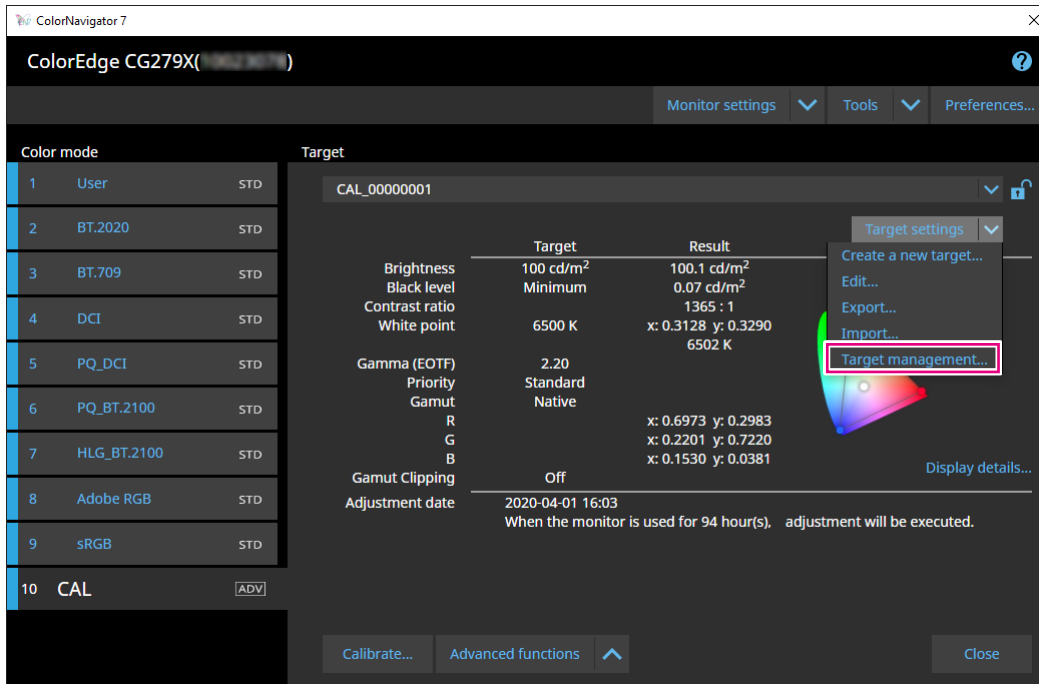 ColorNavigator 7
ColorEdge CG279X( )
Monitor settings Tools Preferences...
Color mode
1 User STD
2 BT.2020 STD
3 BT.709 STD
4 DCI STD
5 PQ_DCI STD
6 PQ_BT.2100 STD
7 HLG_BT.2100 STD
8 Adobe RGB STD
9 sRGB STD
10 CAL ADV
Target
CAL_00000001
Target settings
Create a new target...
Edit...
Export...
Import...
Target management...
Target Result
Brightness 100 cd/m² 100.1 cd/m²
Black level Minimum 0.07 cd/m²
Contrast ratio 1365 : 1
White point 6500 K x: 0.3128 y: 0.3290
6502 K
Gamma (EOTF) 2.20
Priority Standard
Gamut Native
R x: 0.6973 y: 0.2983
G x: 0.2201 y: 0.7220
B x: 0.1530 y: 0.0381
Gamut Clipping Off
Display details...
Adjustment date 2020-04-01 16:03
When the monitor is used for 94 hour(s), adjustment will be executed.
Calibrate... Advanced functions Close